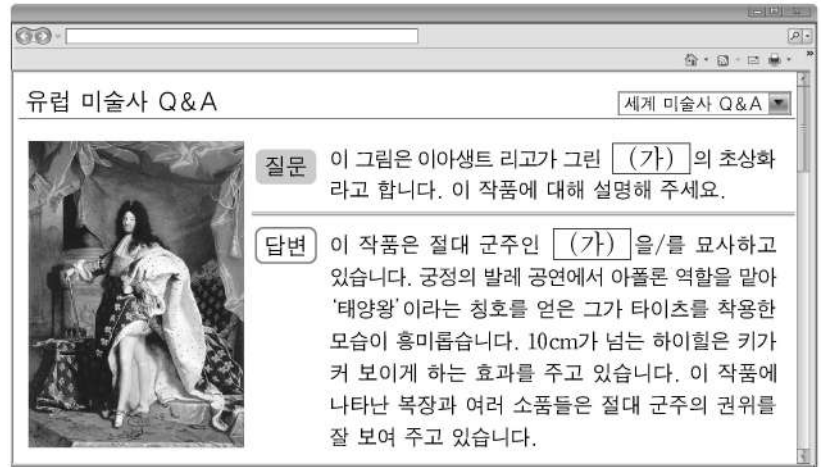 유럽 미술사 Q&A
세계 미술사 Q&A
질문
이 그림은 이아생트 리고가 그린 (가) 의 초상화
라고 합니다. 이 작품에 대해 설명해 주세요.
답변
이 작품은 절대 군주인 (가) 을/를 묘사하고
있습니다. 궁정의 발레 공연에서 아폴론 역할을 맡아
‘태양왕’이라는 칭호를 얻은 그가 타이츠를 착용한
모습이 흥미롭습니다. 10cm가 넘는 하이힐은 키가
커 보이게 하는 효과를 주고 있습니다. 이 작품에
나타난 복장과 여러 소품들은 절대 군주의 권위를
잘 보여 주고 있습니다.